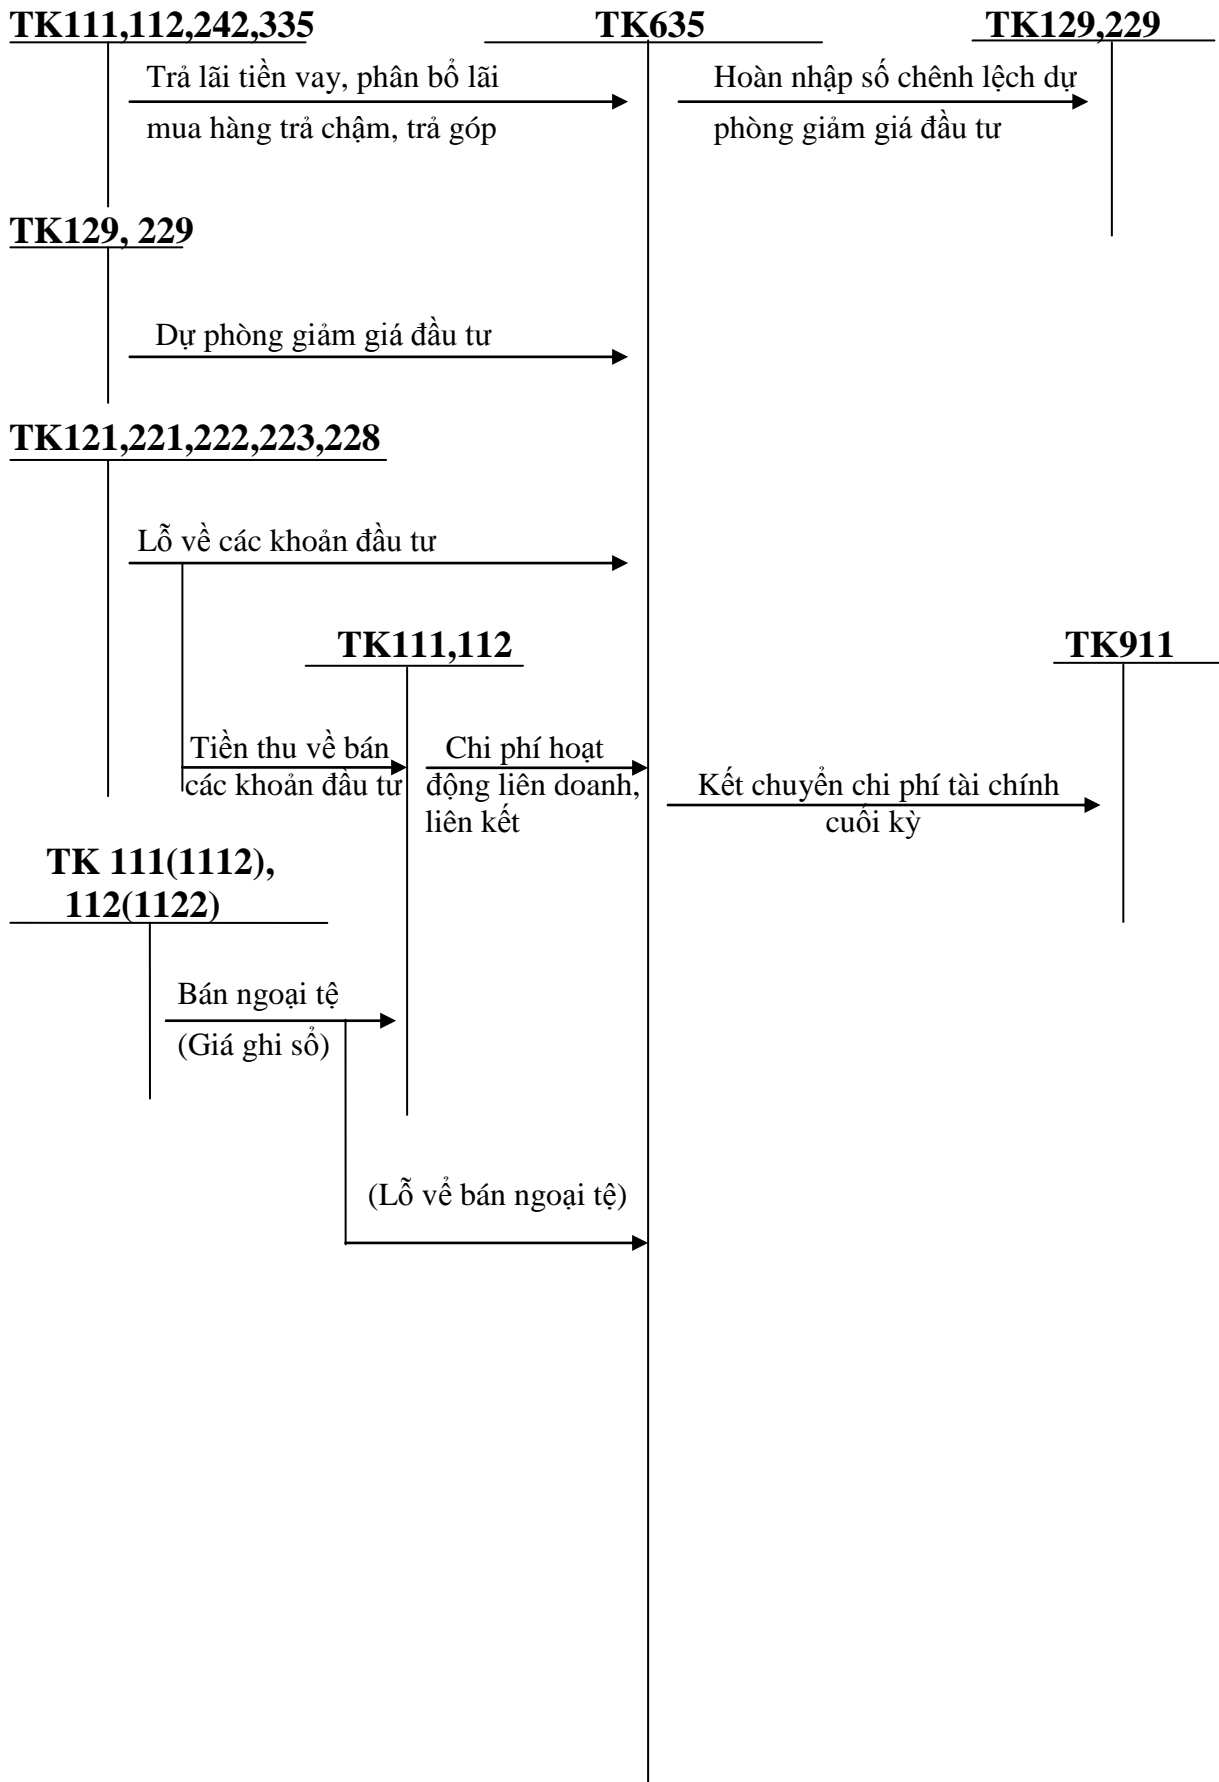 TK111,112,242,335
TK635
TK129,229
Trả lãi tiền vay, phân bổ lãi
mua hàng trả chậm, trả góp
Hoàn nhập số chênh lệch dự
phòng giảm giá đầu tư
TK129, 229
Dự phòng giảm giá đầu tư
TK121,221,222,223,228
Lỗ về các khoản đầu tư
TK111,112
TK911
Tiền thu về bán
các khoản đầu tư
Chi phí hoạt
động liên doanh,
liên kết
Kết chuyển chi phí tài chính
cuối kỳ
TK 111(1112),
112(1122)
Bán ngoại tệ
(Giá ghi sổ)
(Lỗ về bán ngoại tệ)